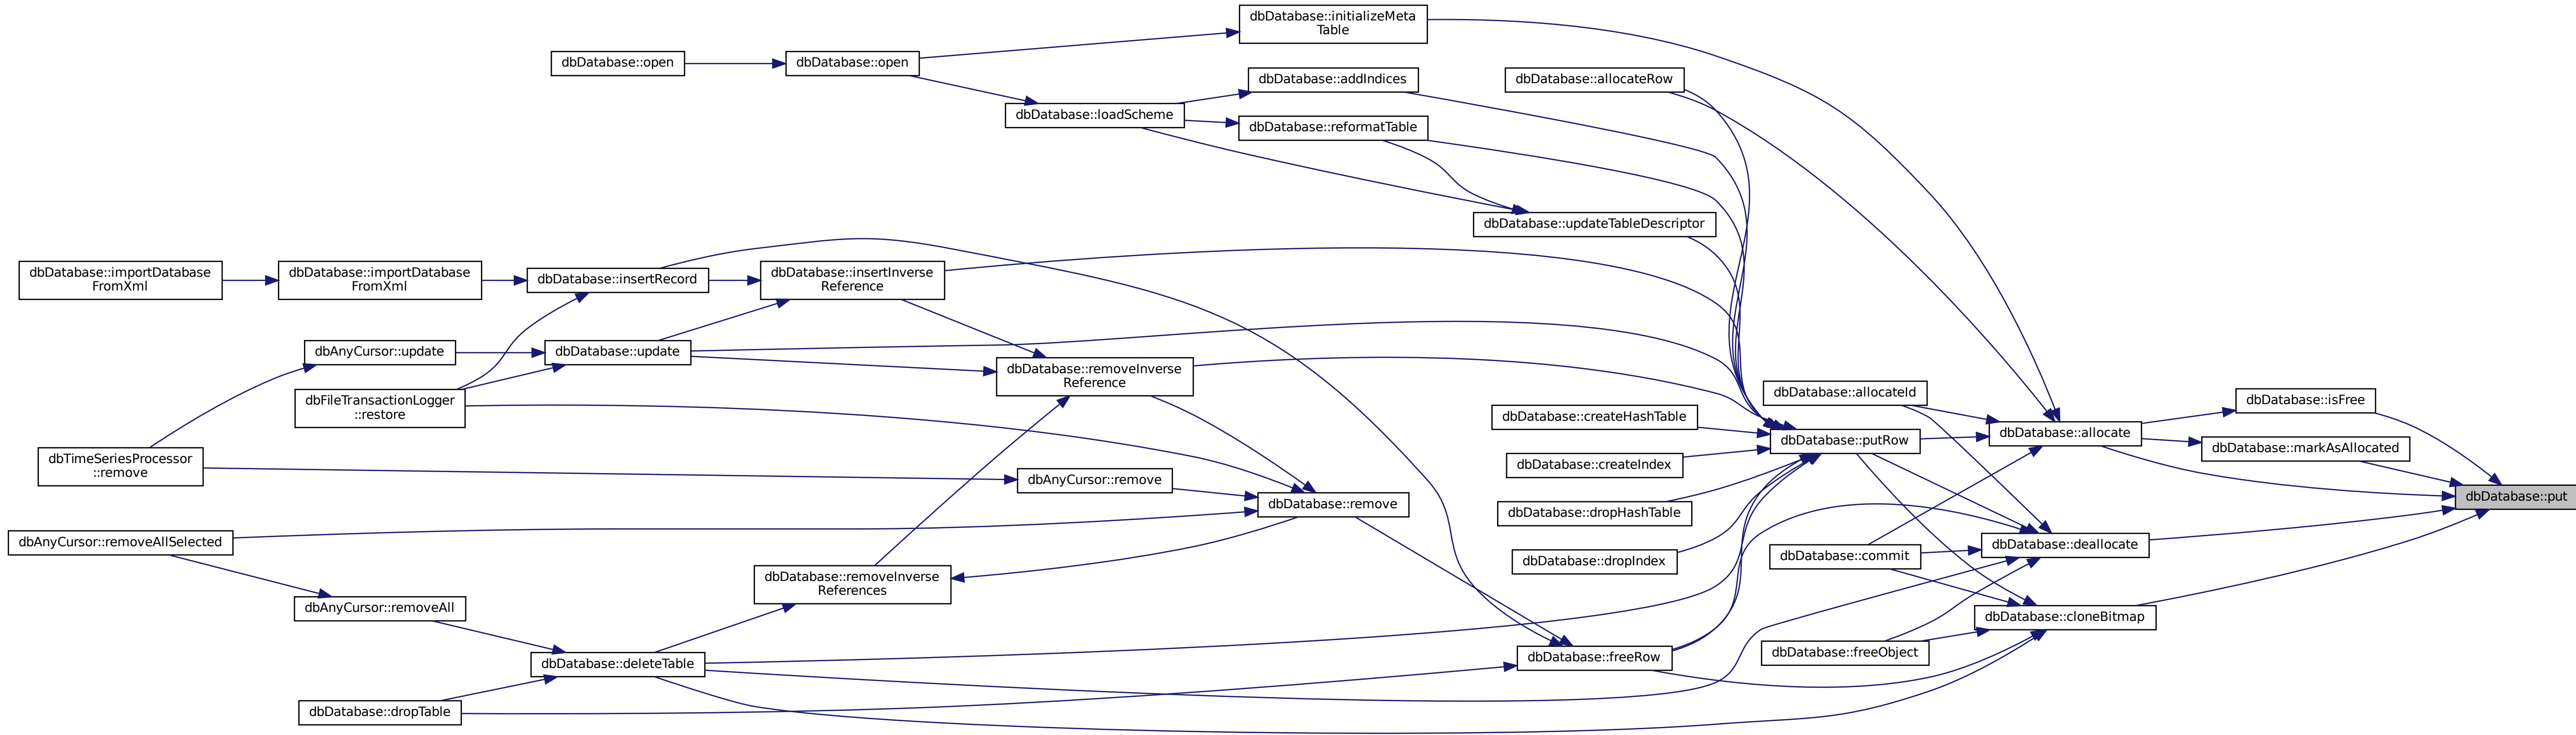 dbDatabase::initializeMeta
Table
dbDatabase::open
dbDatabase::open
dbDatabase::addIndices
dbDatabase::allocateRow
dbDatabase::loadScheme
dbDatabase::reformatTable
dbDatabase::updateTableDescriptor
dbDatabase::importDatabase
FromXml
dbDatabase::importDatabase
FromXml
dbDatabase::insertRecord
dbDatabase::insertInverse
Reference
dbAnyCursor::update
dbDatabase::update
dbDatabase::removeInverse
Reference
dbFileTransactionLogger
::restore
dbDatabase::allocateId
dbDatabase::isFree
dbDatabase::createHashTable
dbDatabase::putRow
dbDatabase::allocate
dbDatabase::markAsAllocated
dbTimeSeriesProcessor
::remove
dbDatabase::createIndex
dbAnyCursor::remove
dbDatabase::remove
dbDatabase::put
dbDatabase::dropHashTable
dbAnyCursor::removeAllSelected
dbDatabase::dropIndex
dbDatabase::commit
dbDatabase::deallocate
dbDatabase::removeInverse
References
dbAnyCursor::removeAll
dbDatabase::cloneBitmap
dbDatabase::freeObject
dbDatabase::deleteTable
dbDatabase::freeRow
dbDatabase::dropTable